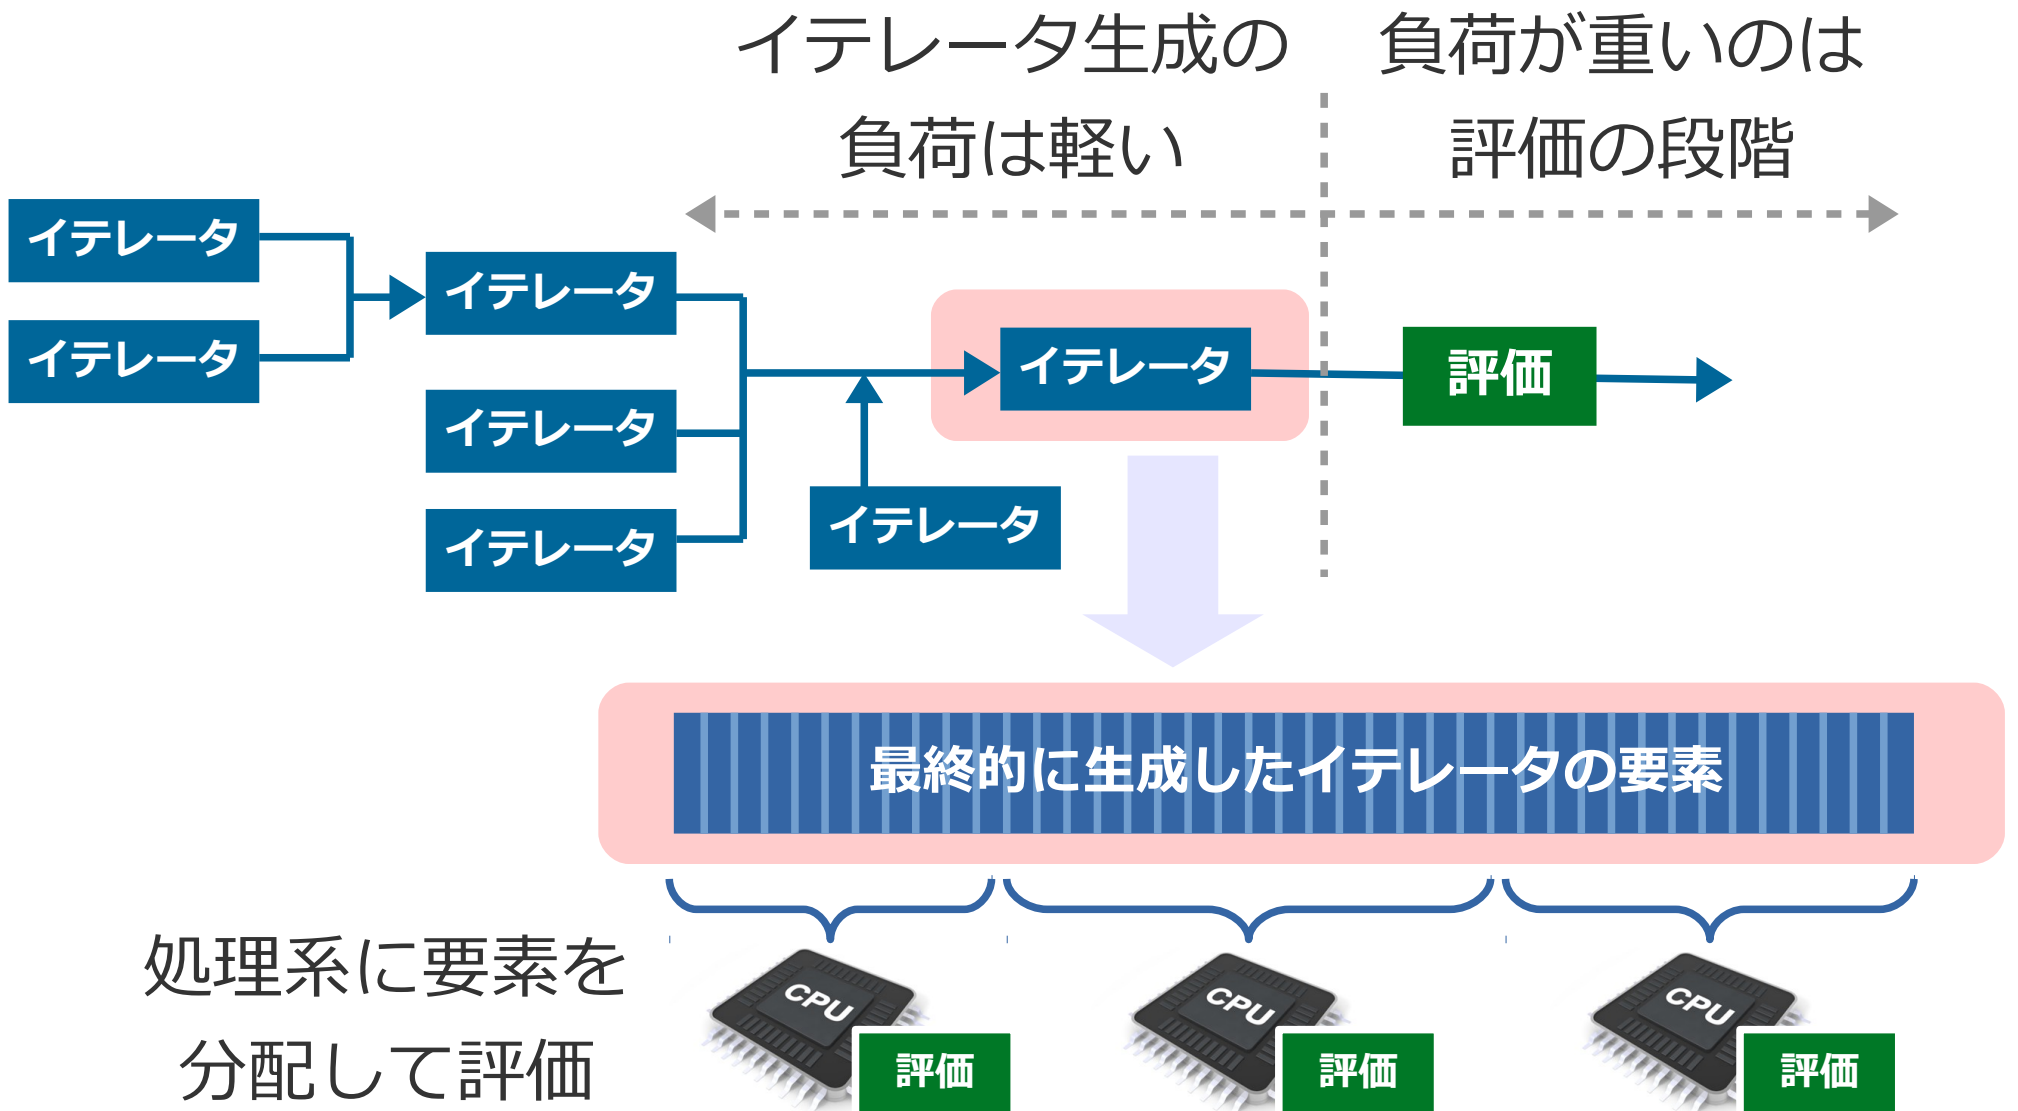 イテレータ生成の
負荷は軽い
負荷が重いのは
評価の段階
イテレータ
イテレータ
イテレータ
イテレータ
イテレータ
イテレータ
イテレータ
評価
最終的に生成したイテレータの要素
処理系に要素を
分配して評価
CPU
評価
CPU
評価
CPU
評価